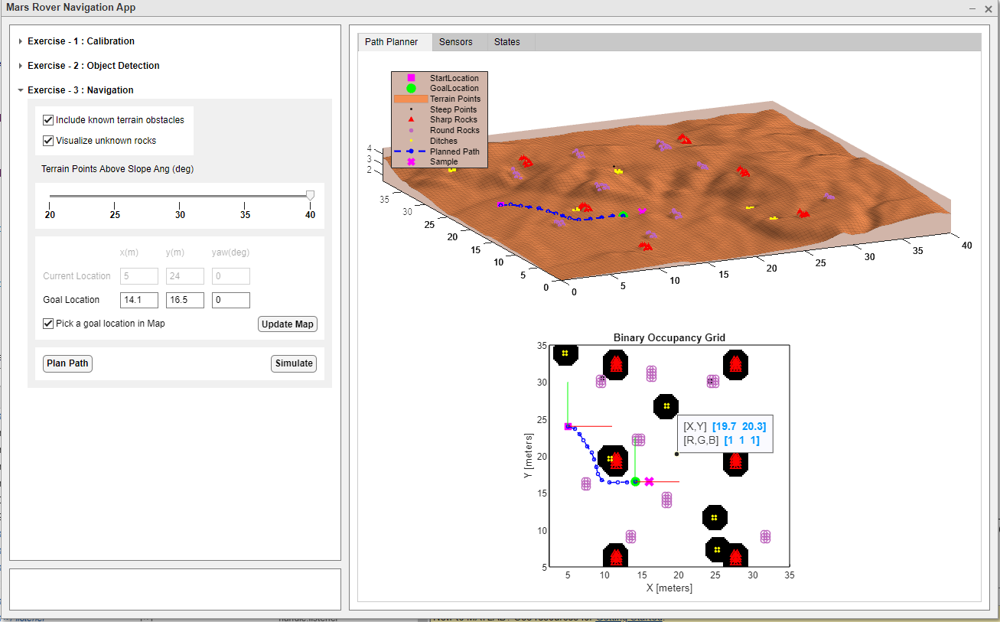 Mars Rover Navigation App
Exercise - 1 : Calibration
Exercise - 2 : Object Detection
Exercise - 3 : Navigation
Include known terrain obstacles
Visualize unknown rocks
Terrain Points Above Slope Ang (deg)
20 25 30 35 40
x(m) y(m) yaw(deg)
Current Location 5 24 0
Goal Location 14.1 16.5 0
Pick a goal location in Map Update Map
Plan Path Simulate
Path Planner Sensors States
StartLocation
GoalLocation
Terrain Points
Steep Points
Sharp Rocks
Round Rocks
Ditches
Planned Path
Sample
4
3
2
35
30
25
20
15
10
5
0
0 5 10 15 20 25 30 35 40
Binary Occupancy Grid
35
30
25
20
15
10
5
Y [meters]
[X,Y] [19.7 20.3]
[R,G,B] [1 1 1]
5 10 15 20 25 30 35
X [meters]